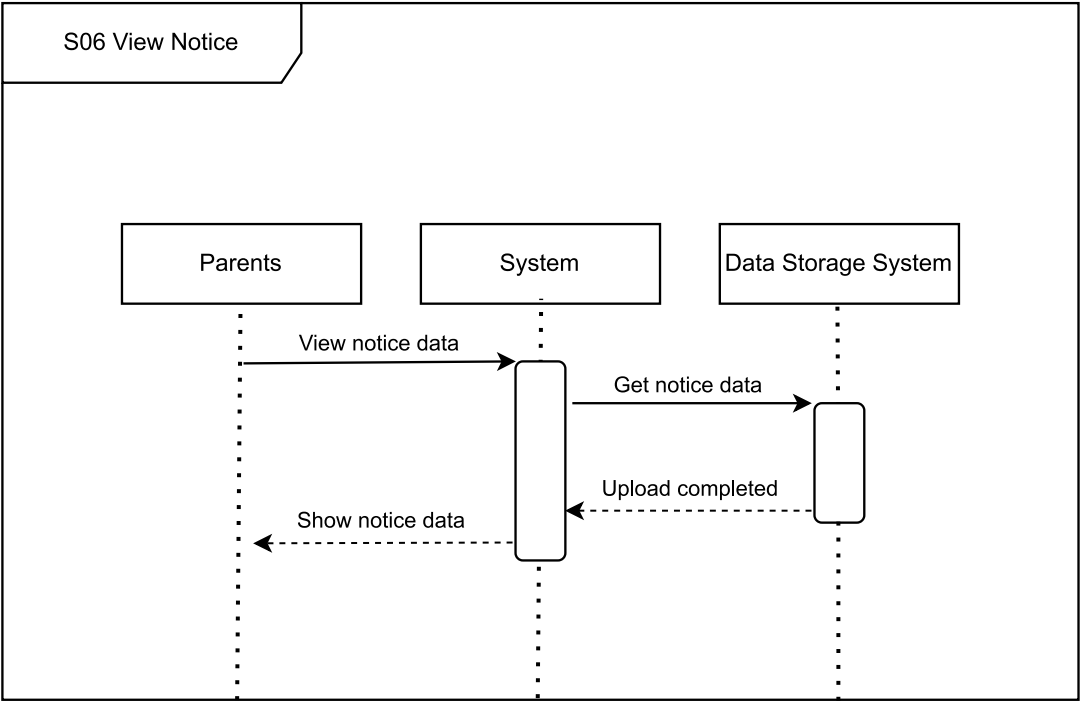 S06 View Notice
Parents
System
Data Storage System
View notice data
Get notice data
Upload completed
Show notice data